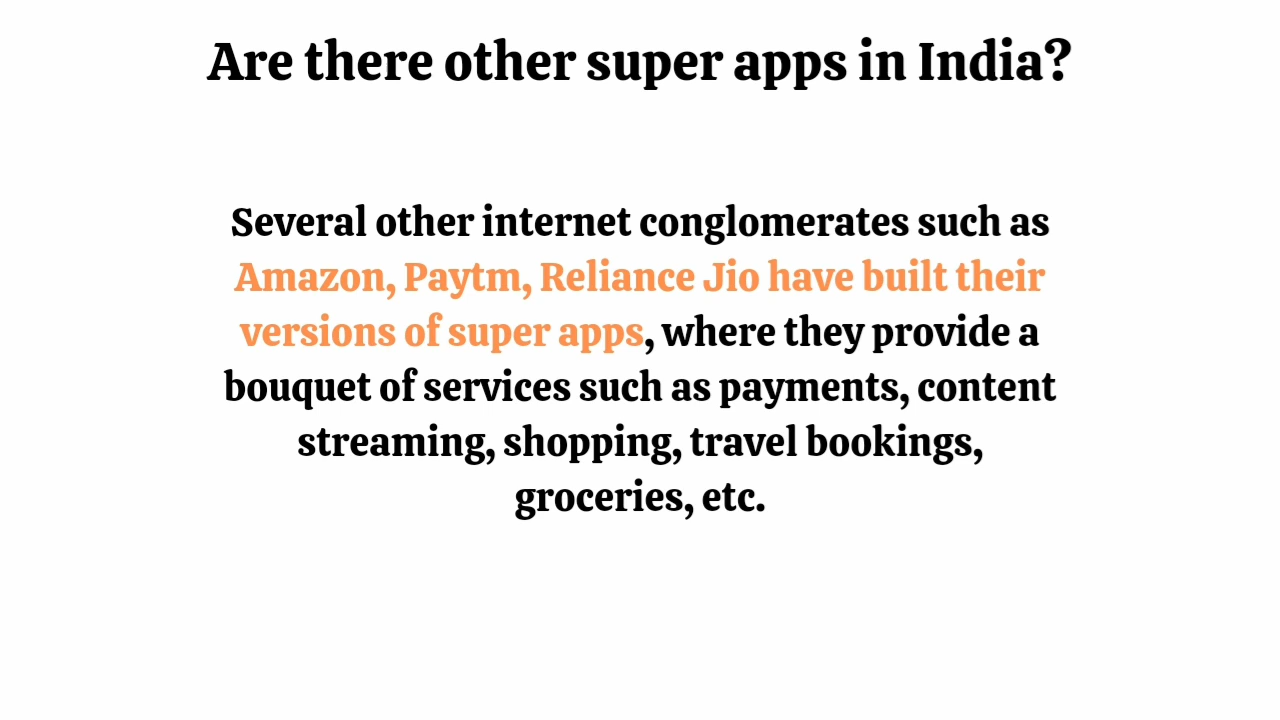 Are there other super apps in India?
Several other internet conglomerates such as
Amazon, Paytm, Reliance Jio have built their
versions of super apps, where they provide a
bouquet of services such as payments, content
streaming, shopping, travel bookings,
groceries, etc.